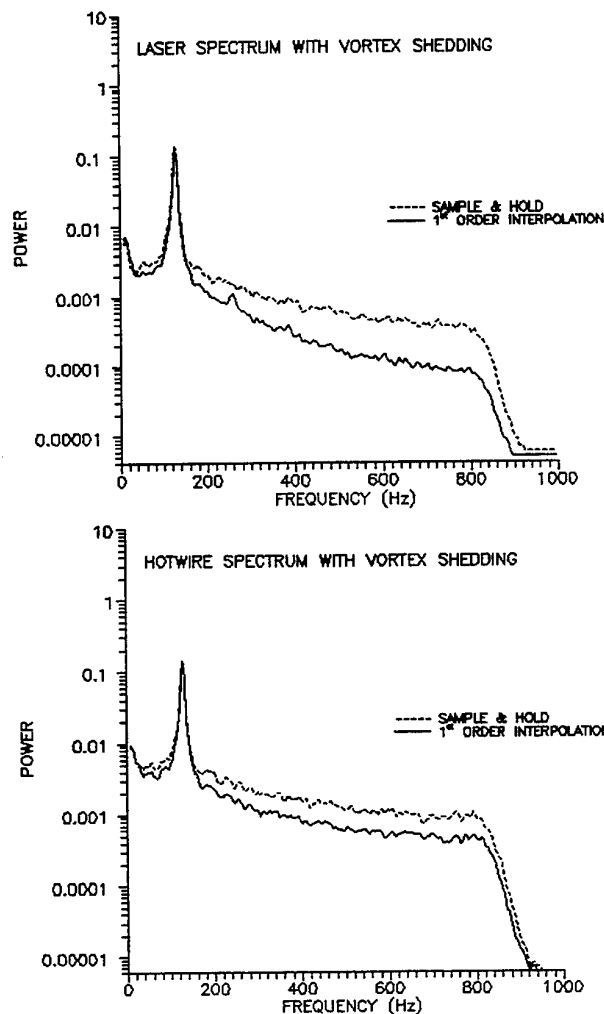 LASER SPECTRUM WITH VORTEX SHEDDING
10
1
0.1
0.01
0.001
0.0001
0.00001
POWER
SAMPLE & HOLD
1st ORDER INTERPOLATION
0 200 400 600 800 1000
FREQUENCY (Hz)
HOTWIRE SPECTRUM WITH VORTEX SHEDDING
10
1
0.1
0.01
0.001
0.0001
0.00001
POWER
SAMPLE & HOLD
1st ORDER INTERPOLATION
0 200 400 600 800 1000
FREQUENCY (Hz)